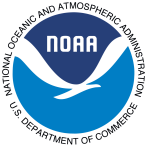 NATIONAL OCEANIC AND ATMOSPHERIC ADMINISTRATION
NOAA
U.S. DEPARTMENT OF COMMERCE